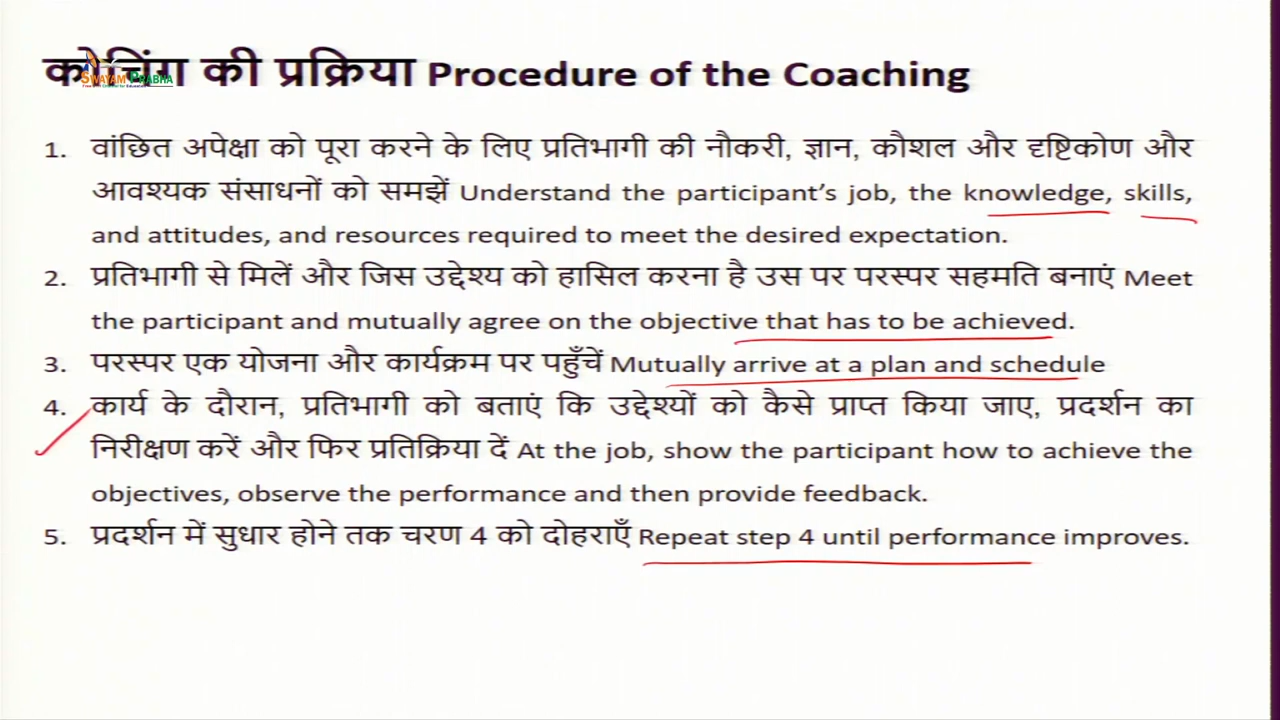 कोचिंग की प्रक्रिया Procedure of the Coaching
SWAYAM PRABHA
1. वांछित अपेक्षा को पूरा करने के लिए प्रतिभागी की नौकरी, ज्ञान, कौशल और दृष्टिकोण और
आवश्यक संसाधनों को समझें Understand the participant's job, the knowledge, skills,
and attitudes, and resources required to meet the desired expectation.
2. प्रतिभागी से मिलें और जिस उद्देश्य को हासिल करना है उस पर परस्पर सहमति बनाएं Meet
the participant and mutually agree on the objective that has to be achieved.
3. परस्पर एक योजना और कार्यक्रम पर पहुँचें Mutually arrive at a plan and schedule
4. कार्य के दौरान, प्रतिभागी को बताएं कि उद्देश्यों को कैसे प्राप्त किया जाए, प्रदर्शन का
निरीक्षण करें और फिर प्रतिक्रिया दें At the job, show the participant how to achieve the
objectives, observe the performance and then provide feedback.
5. प्रदर्शन में सुधार होने तक चरण 4 को दोहराएँ Repeat step 4 until performance improves.